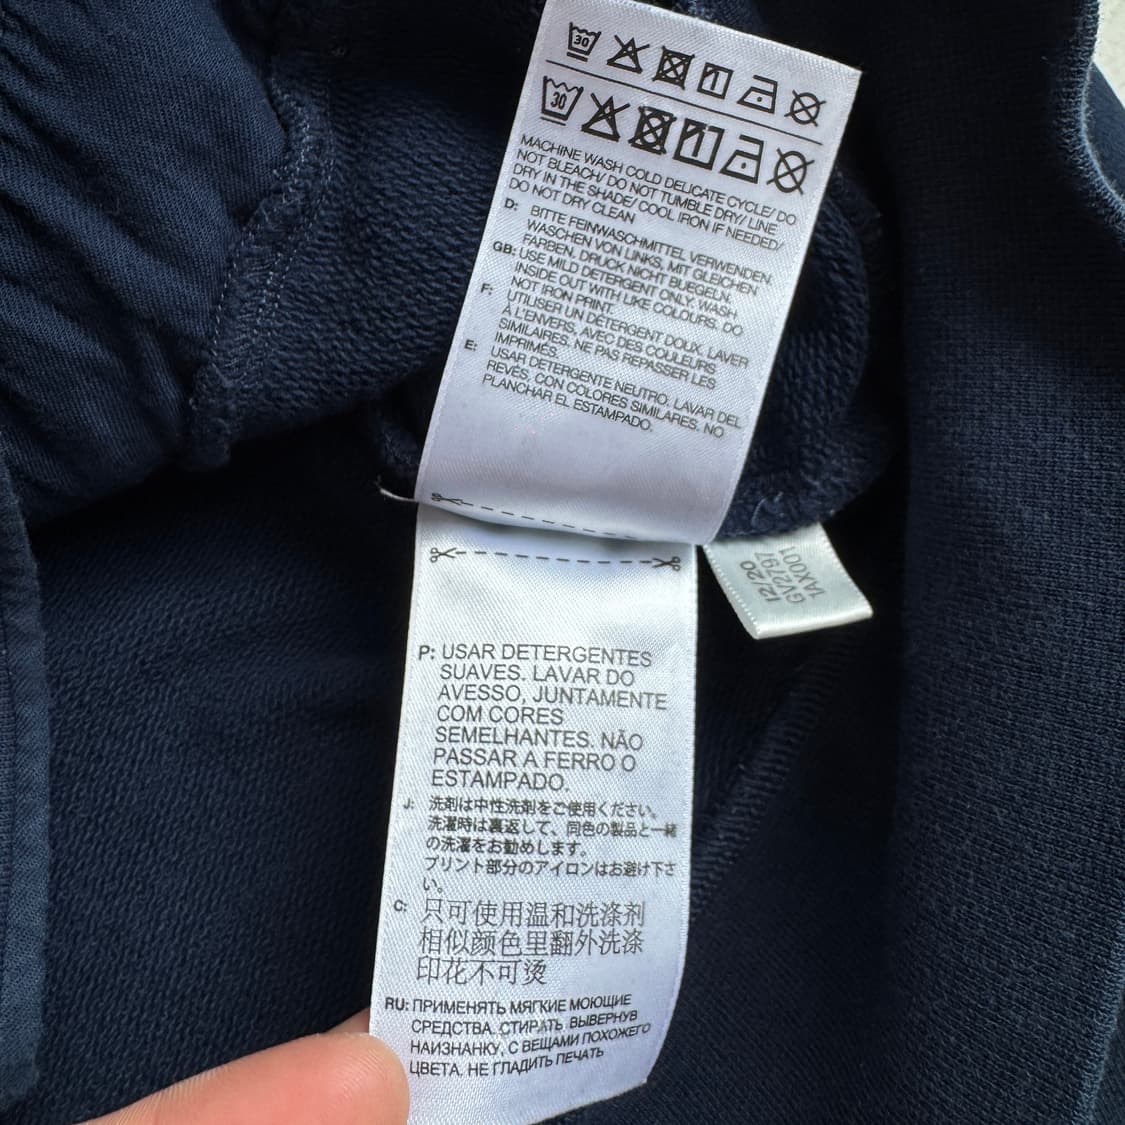 30
30
MACHINE WASH COLD DELICATE CYCLE/ DO
NOT BLEACH/ DO NOT TUMBLE DRY/ LINE
DRY IN THE SHADE/ COOL IRON IF NEEDED/
DO NOT DRY CLEAN
D: BITTE FEINWASCHMITTEL VERWENDEN.
WASCHEN VON LINKS, MIT GLEICHEN
FARBEN, DRUCK NICHT BUEGELN.
GB: USE MILD DETERGENT ONLY. WASH
INSIDE OUT WITH LIKE COLOURS. DO
NOT IRON PRINT.
F: UTILISER UN DÉTERGENT DOUX. LAVER
À L'ENVERS, AVEC DES COULEURS
SIMILAIRES. NE PAS REPASSER LES
IMPRIMÉS.
E: USAR DETERGENTE NEUTRO. LAVAR DEL
REVÉS, CON COLORES SIMILARES. NO
PLANCHAR EL ESTAMPADO.
12/20
GV2797
1AX001
P: USAR DETERGENTES
SUAVES. LAVAR DO
AVESSO, JUNTAMENTE
COM CORES
SEMELHANTES. NÃO
PASSAR A FERRO O
ESTAMPADO.
J: 洗剤は中性洗剤をご使用ください。
洗濯時は裏返して、同色の製品と一緒
の洗濯をお勧めします。
プリント部分のアイロンはお避け下さ
い。
C: 只可使用温和洗涤剂
相似颜色里翻外洗涤
印花不可烫
RU: ПРИМЕНЯТЬ МЯГКИЕ МОЮЩИЕ
СРЕДСТВА. СТИРАТЬ, ВЫВЕРНУВ
НАИЗНАНКУ, С ВЕЩАМИ ПОХОЖЕГО
ЦВЕТА. НЕ ГЛАДИТЬ ПЕЧАТЬ